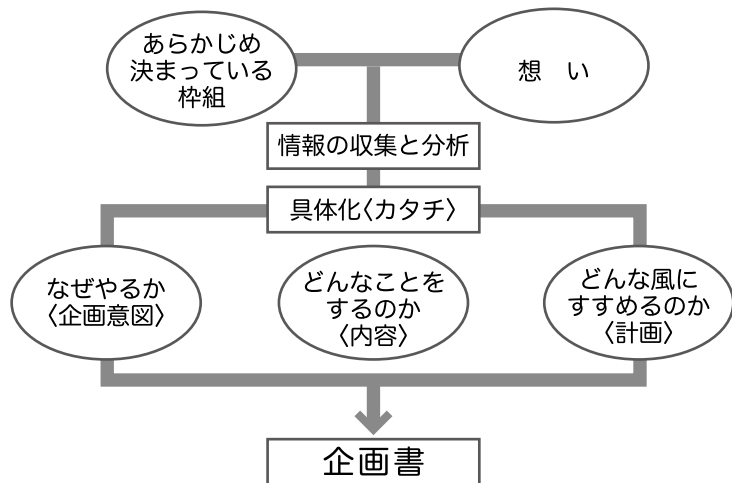 あらかじめ
決まっている
枠組
想　い
情報の収集と分析
具体化〈カタチ〉
なぜやるか
〈企画意図〉
どんなことを
するのか
〈内容〉
どんな風に
すすめるのか
〈計画〉
企画書